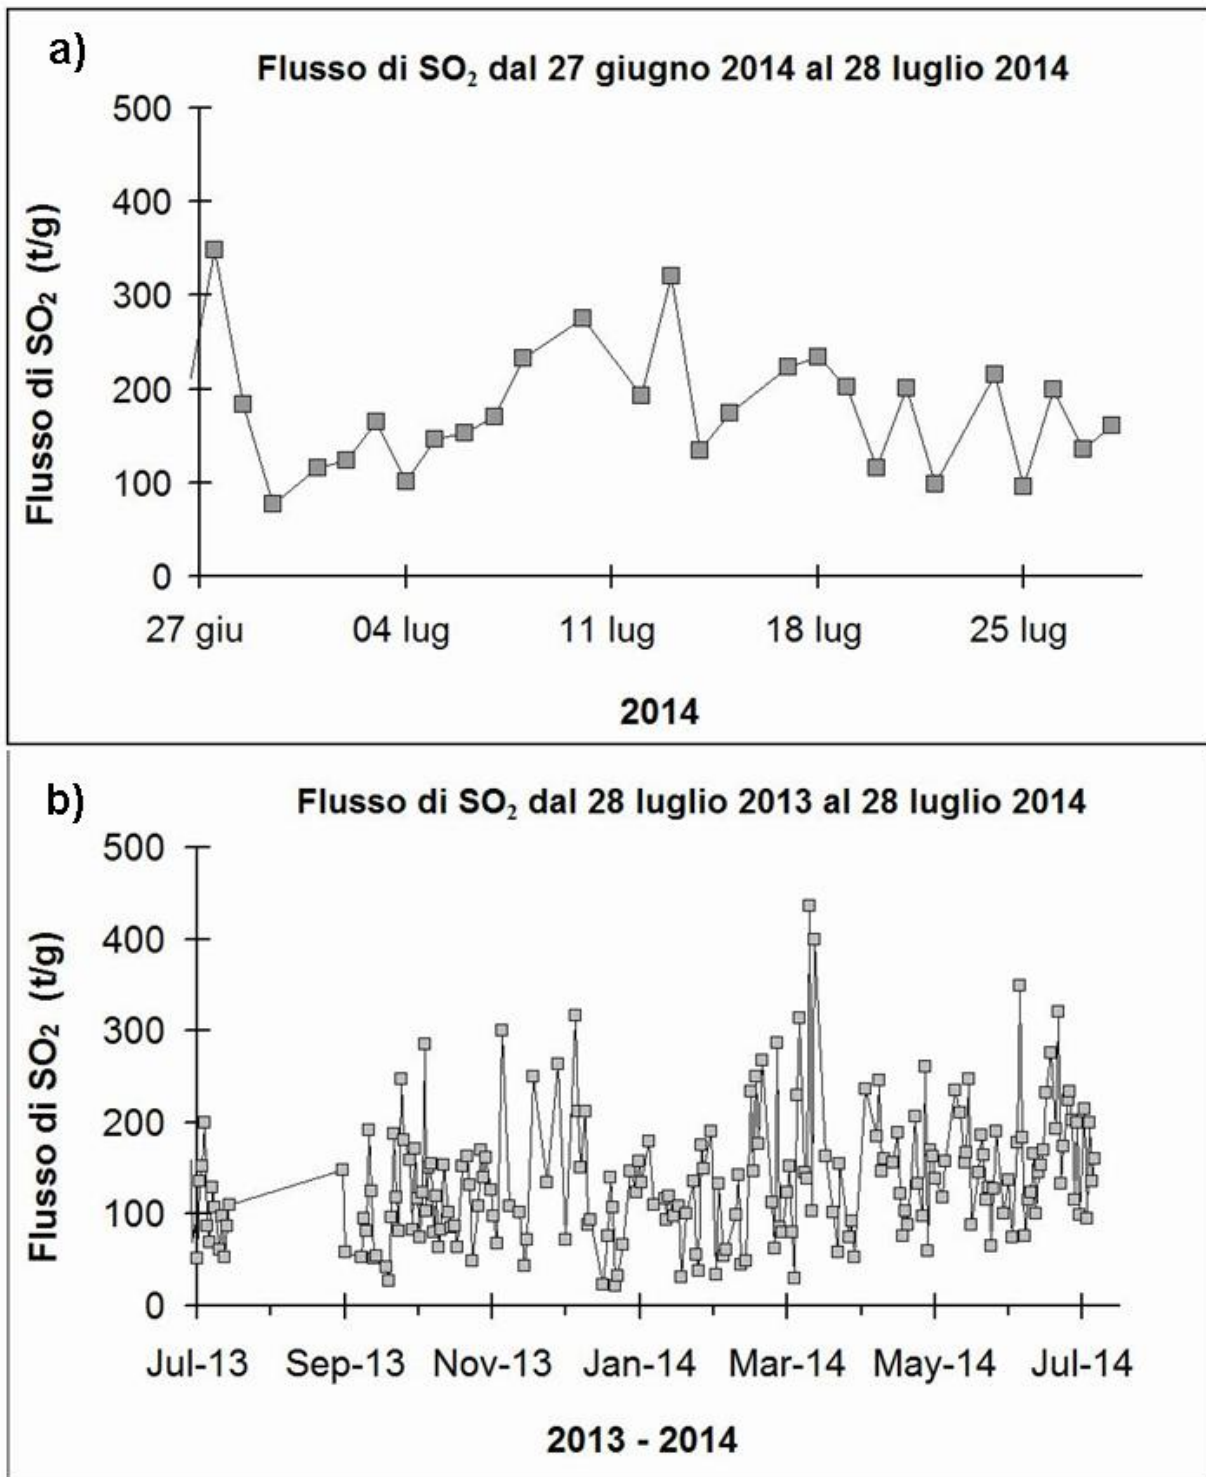 a)
Flusso di SO₂ dal 27 giugno 2014 al 28 luglio 2014
500
400
300
200
100
0
Flusso di SO₂ (t/g)
27 giu 04 lug 11 lug 18 lug 25 lug
2014
b)
Flusso di SO₂ dal 28 luglio 2013 al 28 luglio 2014
500
400
300
200
100
0
Flusso di SO₂ (t/g)
Jul-13 Sep-13 Nov-13 Jan-14 Mar-14 May-14 Jul-14
2013 - 2014